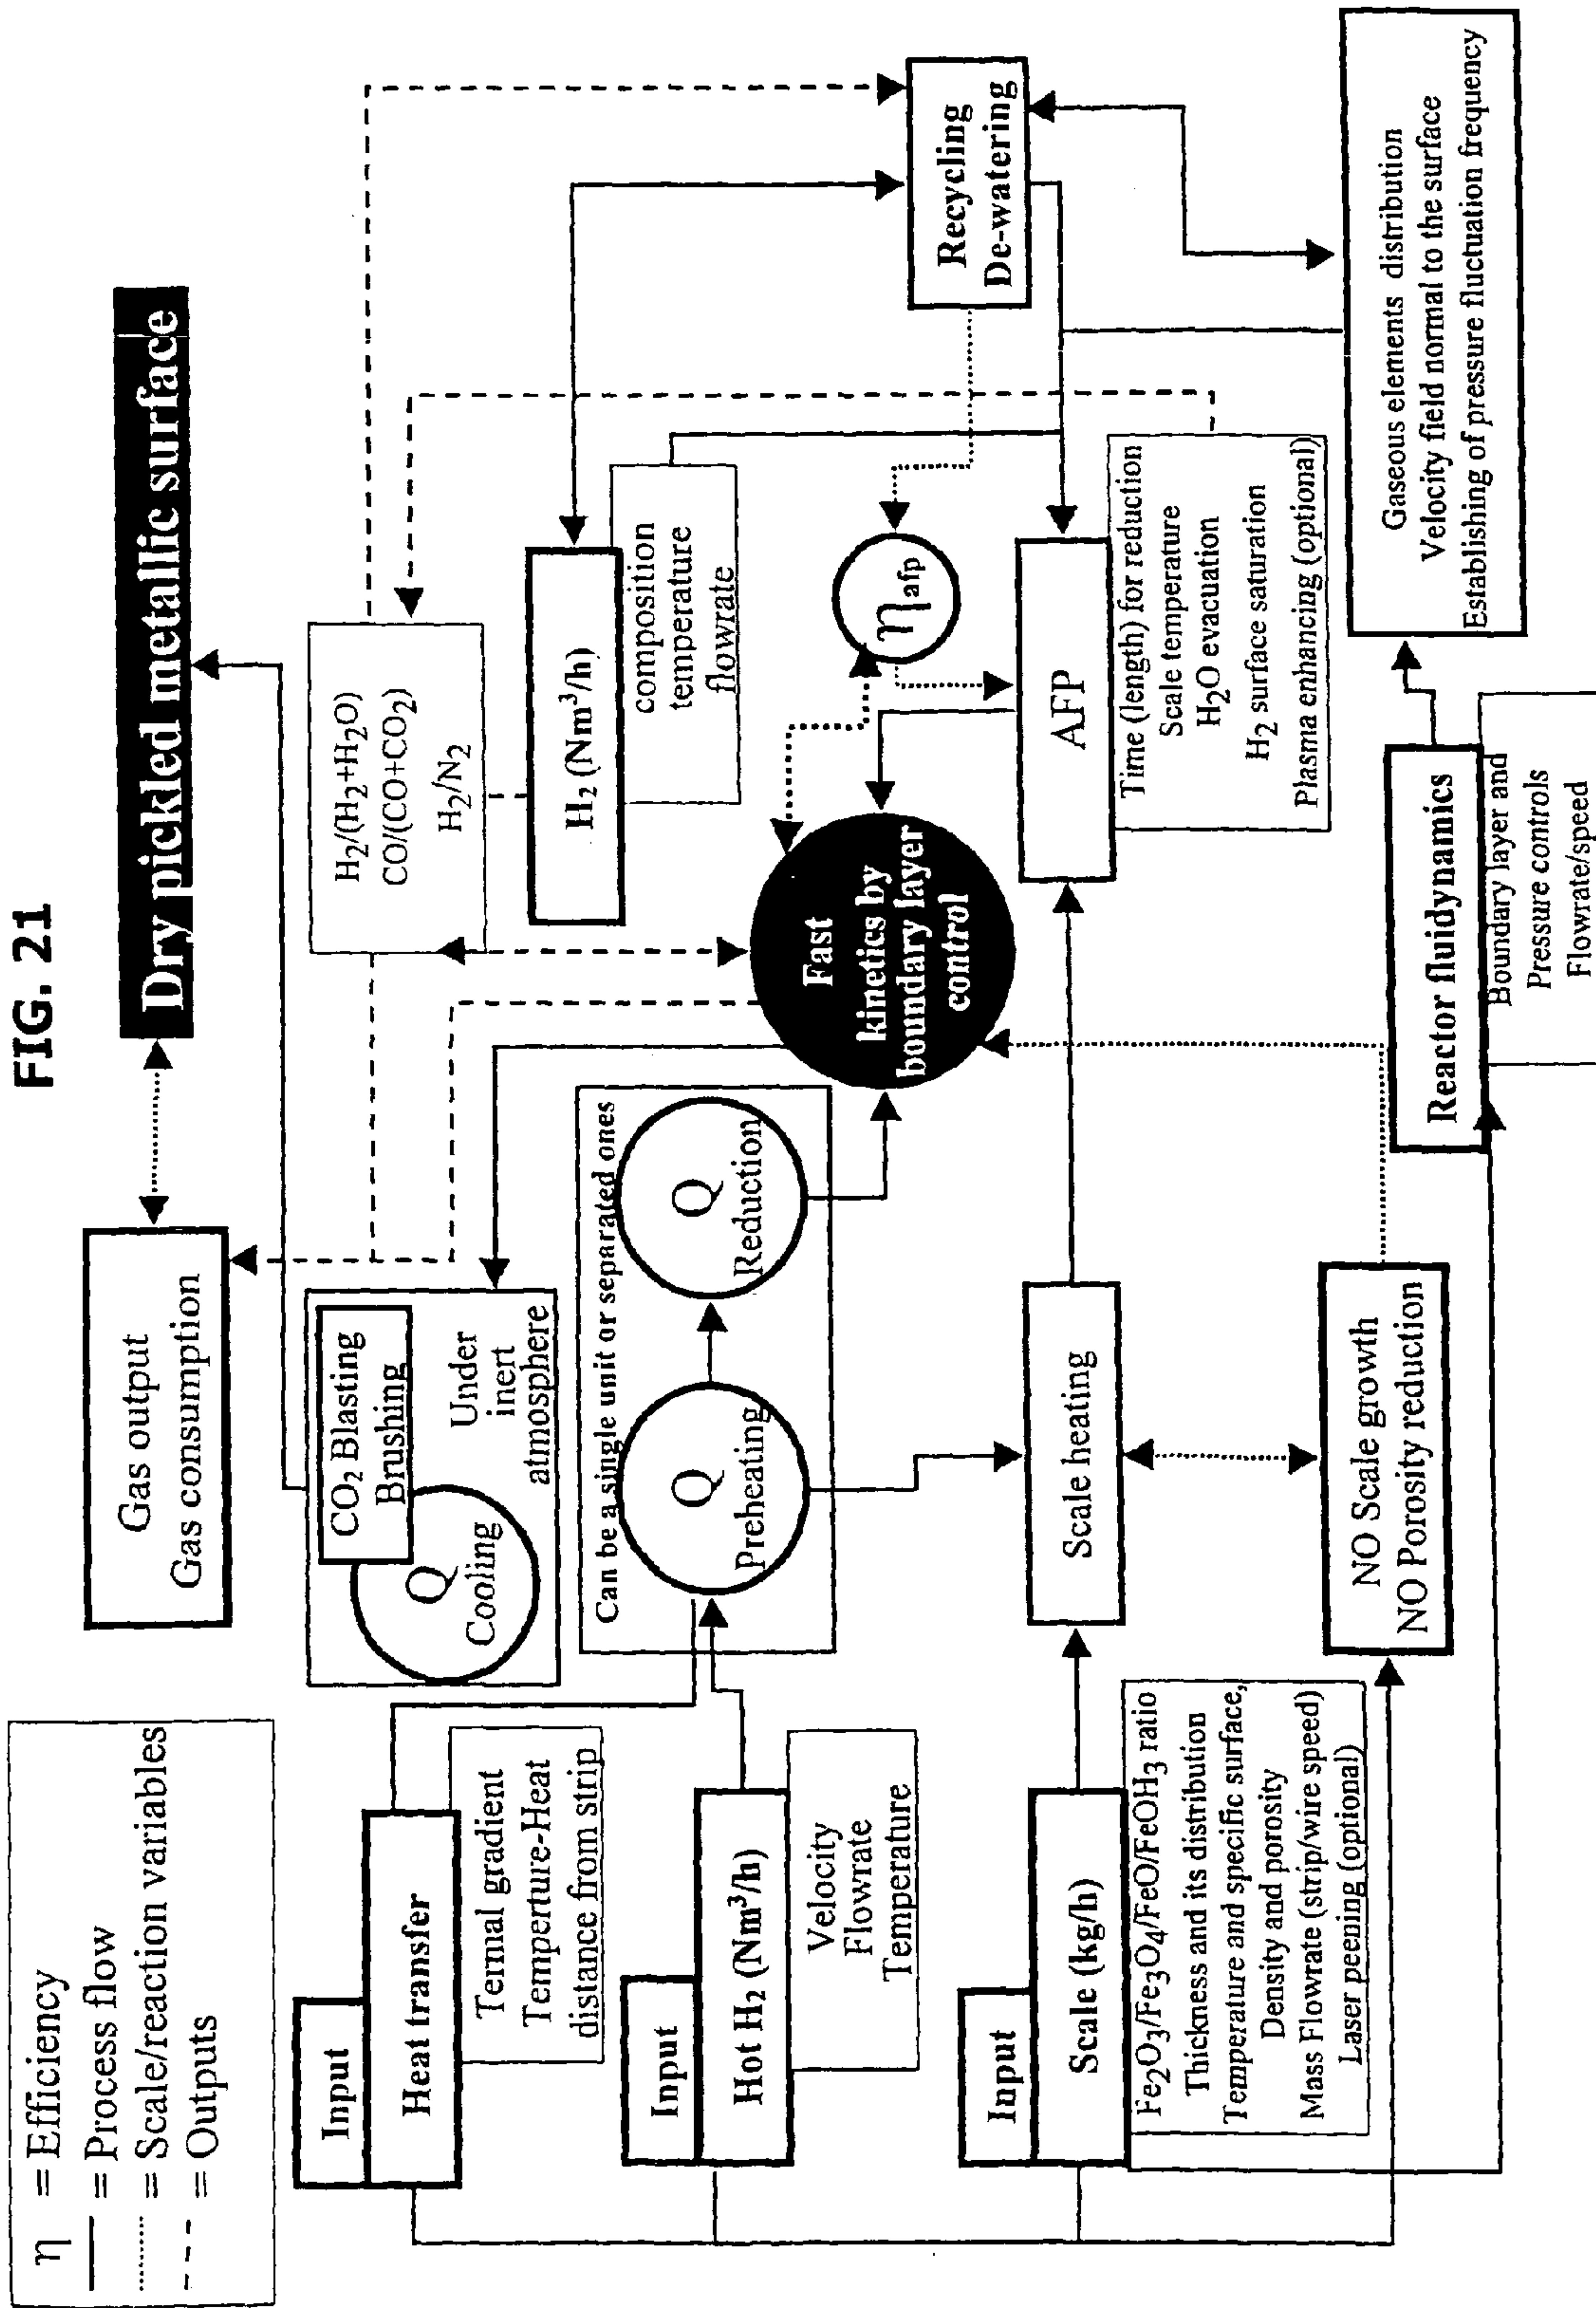 FIG. 21
η = Efficiency
= Process flow
= Scale/reaction variables
= Outputs
Gas output
Gas consumption
Dry pickled metallic surface
Input
Heat transfer
Ternal gradient
Temperture-Heat
distance from strip
CO₂ Blasting
Brushing
Q
Cooling
Under
inert
atmosphere
H₂/(H₂+H₂O)
CO/(CO+CO₂)
H₂/N₂
H₂ (Nm³/h)
composition
temperature
flowrate
Input
Hot H₂ (Nm³/h)
Velocity
Flowrate
Temperature
Can be a single unit or separated ones
Q
Preheating
Q
Reduction
Fast
kinetics by
boundary layer
control
ηafp
Recycling
De-watering
Input
Scale (kg/h)
Fe₂O₃/Fe₃O₄/FeO/FeOH₃ ratio
Thickness and its distribution
Temperature and specific surface,
Density and porosity
Mass Flowrate (strip/wire speed)
Laser peening (optional)
Scale heating
AFP
Time (length) for reduction
Scale temperature
H₂O evacuation
H₂ surface saturation
Plasma enhancing (optional)
NO Scale growth
NO Porosity reduction
Reactor fluidynamics
Boundary layer and
Pressure controls
Flowrate/speed
Gaseous elements distribution
Velocity field normal to the surface
Establishing of pressure fluctuation frequency